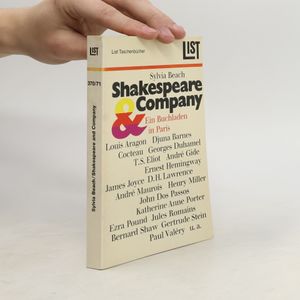 List Taschenbücher
LIST
Sylvia Beach
Shakespeare
& Company
Ein Buchladen
in Paris
Louis Aragon Djuna Barnes
Cocteau Georges Duhamel
T.S. Eliot André Gide
Ernest Hemingway
James Joyce D.H. Lawrence
André Maurois Henry Miller
John Dos Passos
Katherine Anne Porter
Ezra Pound Jules Romains
Bernard Shaw Gertrude Stein
Paul Valéry u. a.
370/71
Sylvia Beach/Shakespeare and Company